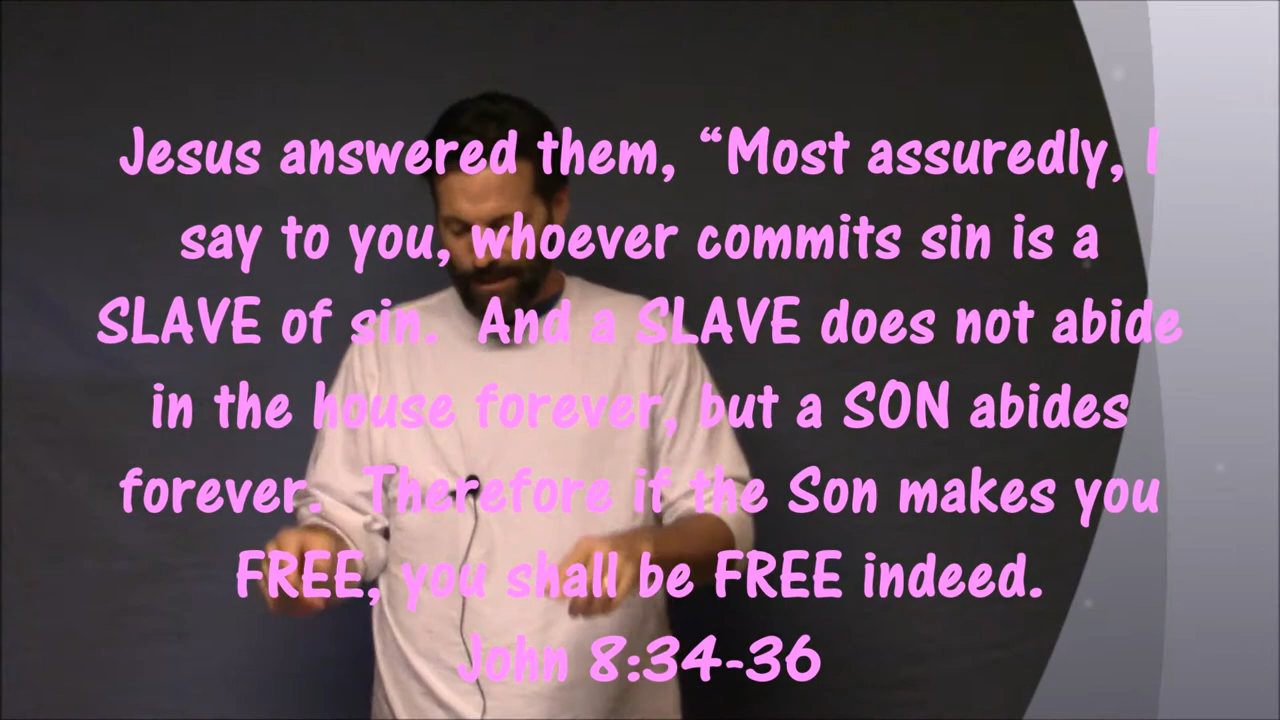 Jesus answered them, “Most assuredly, I
say to you, whoever commits sin is a
SLAVE of sin.  And a SLAVE does not abide
in the house forever, but a SON abides
forever.  Therefore if the Son makes you
FREE, you shall be FREE indeed.
John 8:34-36